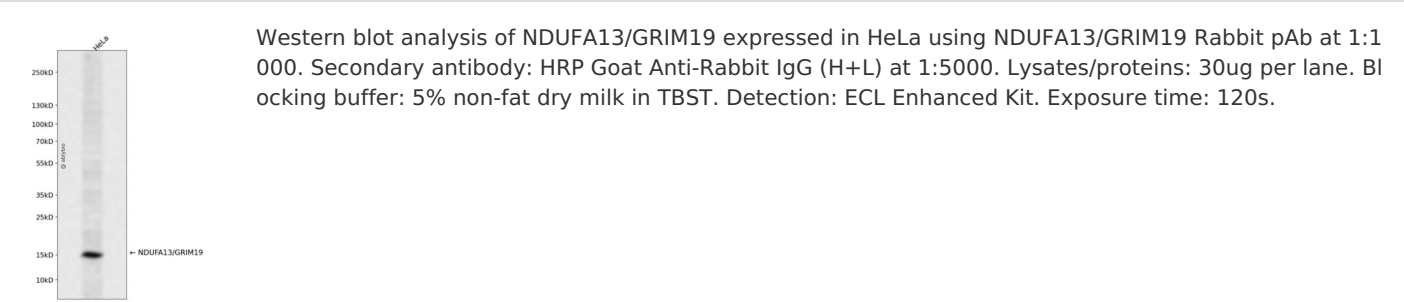 HeLa
Western blot analysis of NDUFA13/GRIM19 expressed in HeLa using NDUFA13/GRIM19 Rabbit pAb at 1:1
000. Secondary antibody: HRP Goat Anti-Rabbit IgG (H+L) at 1:5000. Lysates/proteins: 30ug per lane. Bl
ocking buffer: 5% non-fat dry milk in TBST. Detection: ECL Enhanced Kit. Exposure time: 120s.
250kD
130kD
100kD
70kD
55kD
35kD
25kD
15kD
10kD
← NDUFA13/GRIM19